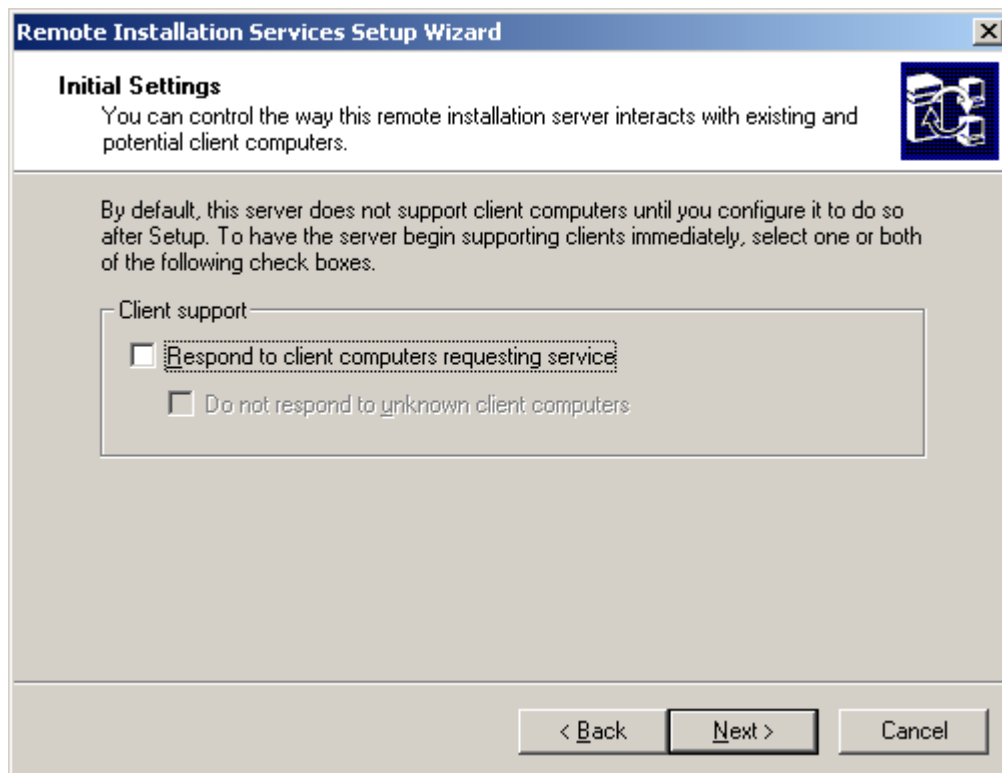 Remote Installation Services Setup Wizard
Initial Settings
You can control the way this remote installation server interacts with existing and
potential client computers.
By default, this server does not support client computers until you configure it to do so
after Setup. To have the server begin supporting clients immediately, select one or both
of the following check boxes.
Client support
Respond to client computers requesting service
Do not respond to unknown client computers
< Back
Next >
Cancel